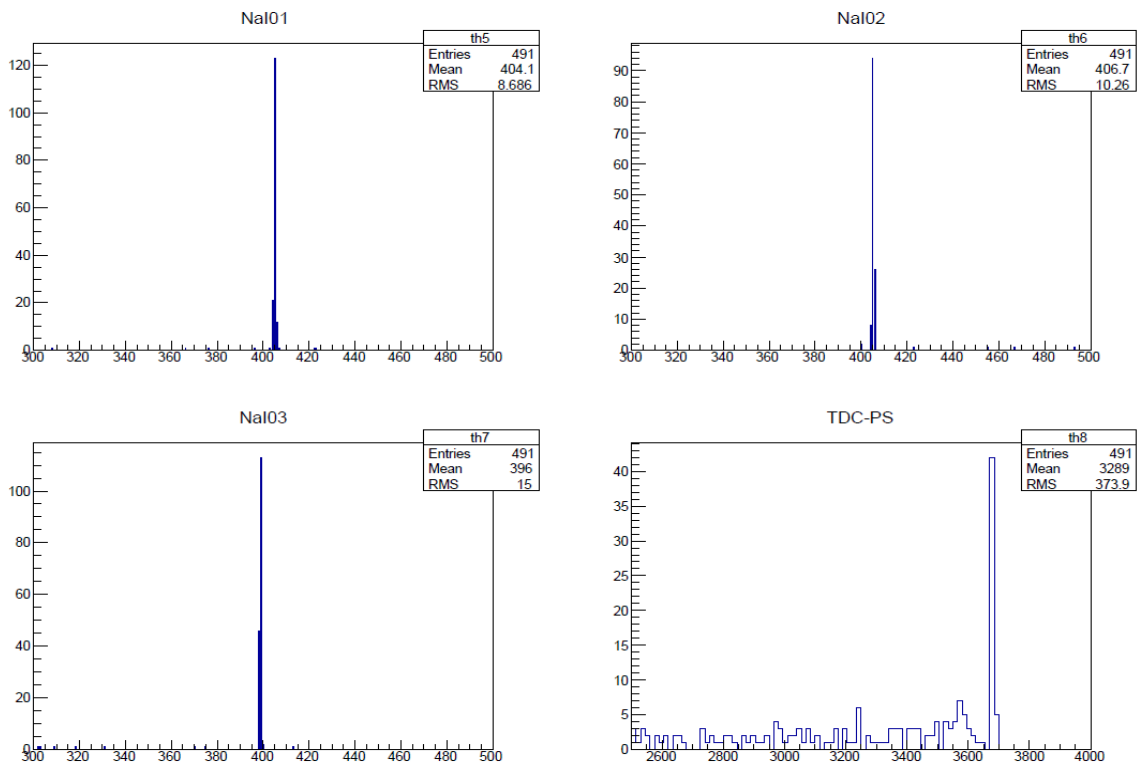 NaI01
th5
Entries 491
Mean 404.1
RMS 8.686
120
100
80
60
40
20
0
300 320 340 360 380 400 420 440 460 480 500
NaI02
th6
Entries 491
Mean 406.7
RMS 10.26
90
80
70
60
50
40
30
20
10
0
300 320 340 360 380 400 420 440 460 480 500
NaI03
th7
Entries 491
Mean 396
RMS 15
100
80
60
40
20
0
300 320 340 360 380 400 420 440 460 480 500
TDC-PS
th8
Entries 491
Mean 3289
RMS 373.9
40
35
30
25
20
15
10
5
0
2600 2800 3000 3200 3400 3600 3800 4000